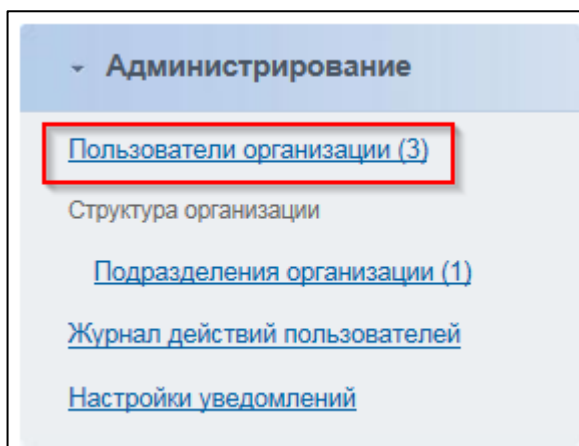 Администрирование
Пользователи организации (3)
Структура организации
Подразделения организации (1)
Журнал действий пользователей
Настройки уведомлений